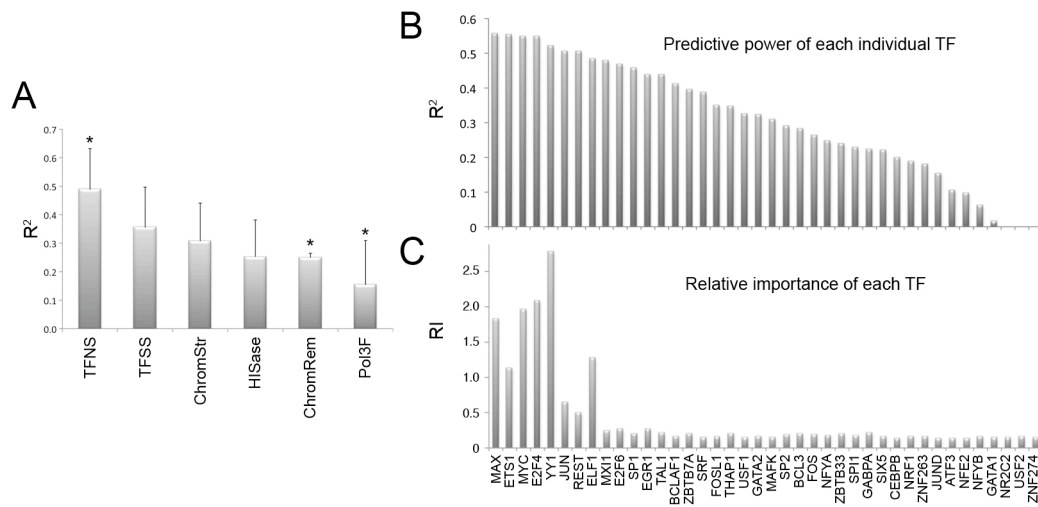 A
R²
0.7
0.6
0.5
0.4
0.3
0.2
0.1
0.0
*
*
*
TFNS
TFSS
ChromStr
HISase
ChromRem
Pol3F
B
Predictive power of each individual TF
R²
0.6
0.5
0.4
0.3
0.2
0.1
0
C
Relative importance of each TF
RI
2.5
2.0
1.5
1.0
0.5
0
MAX
ETS1
MYC
E2F4
YY1
JUN
REST
ELF1
MXI1
E2F6
SP1
EGR1
TAL1
BCLAF1
ZBTB7A
SRF
FOSL1
THAP1
USF1
GATA2
MAFK
SP2
BCL3
FOS
NFYA
ZBTB33
SPI1
GABPA
SIX5
CEBPB
NRF1
ZNF263
JUND
ATF3
NFE2
NFYB
GATA1
NR2C2
USF2
ZNF274